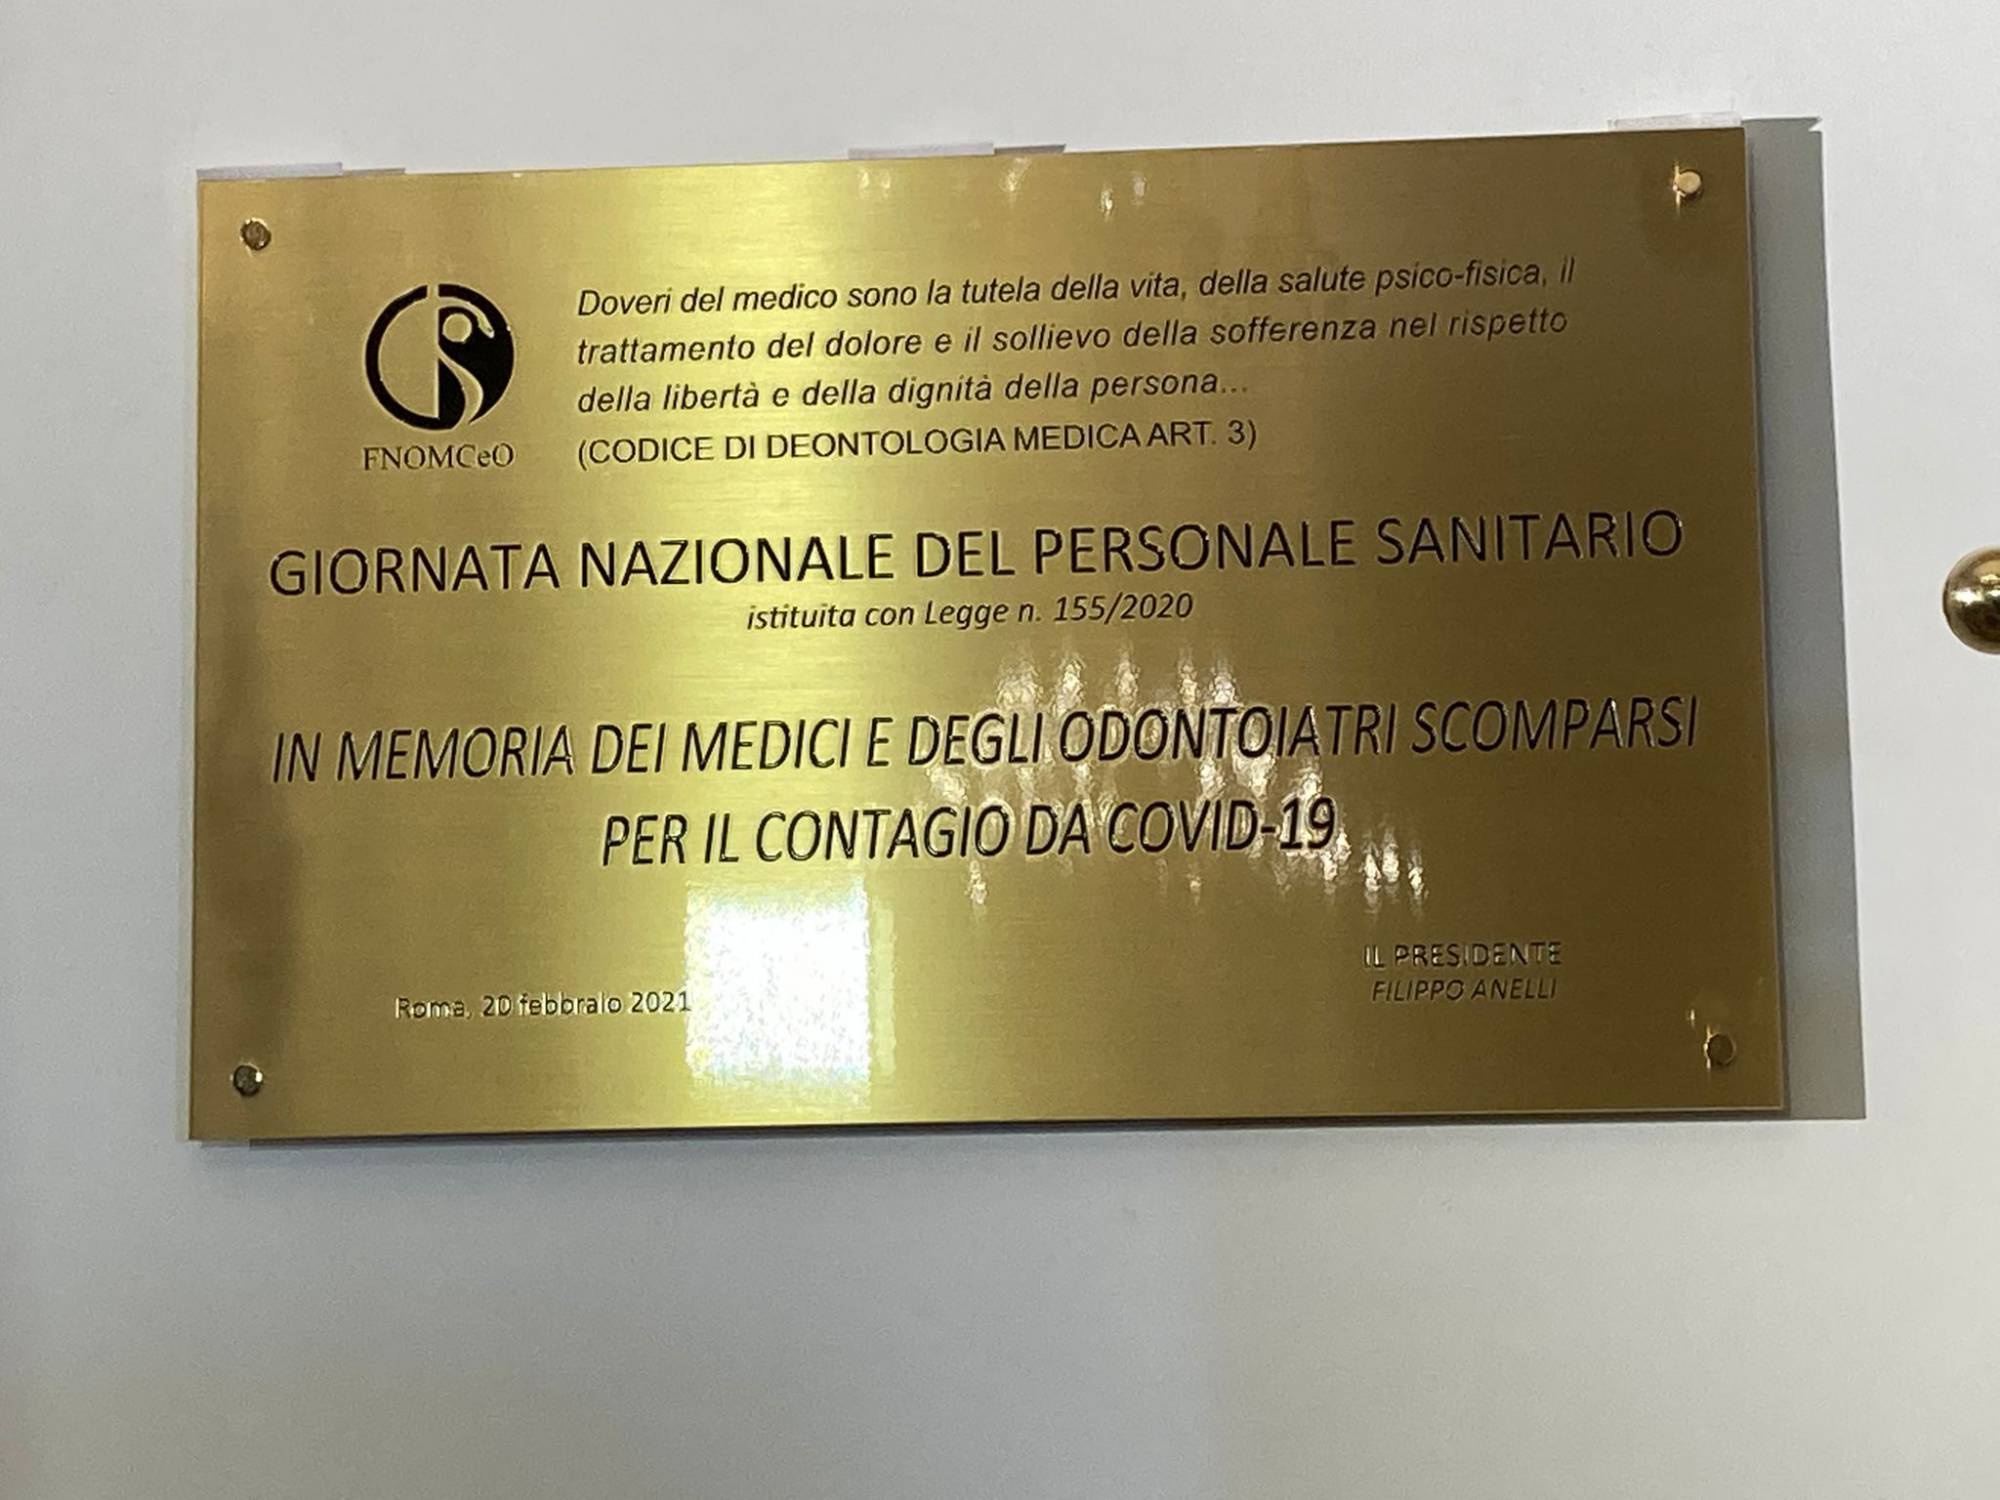 Doveri del medico sono la tutela della vita, della salute psico-fisica, il
trattamento del dolore e il sollievo della sofferenza nel rispetto
della libertà e della dignità della persona...
(CODICE DI DEONTOLOGIA MEDICA ART. 3)
FNOMCeO
GIORNATA NAZIONALE DEL PERSONALE SANITARIO
istituita con Legge n. 155/2020
IN MEMORIA DEI MEDICI E DEGLI ODONTOIATRI SCOMPARSI
PER IL CONTAGIO DA COVID-19
IL PRESIDENTE
FILIPPO ANELLI
Roma, 20 febbraio 2021